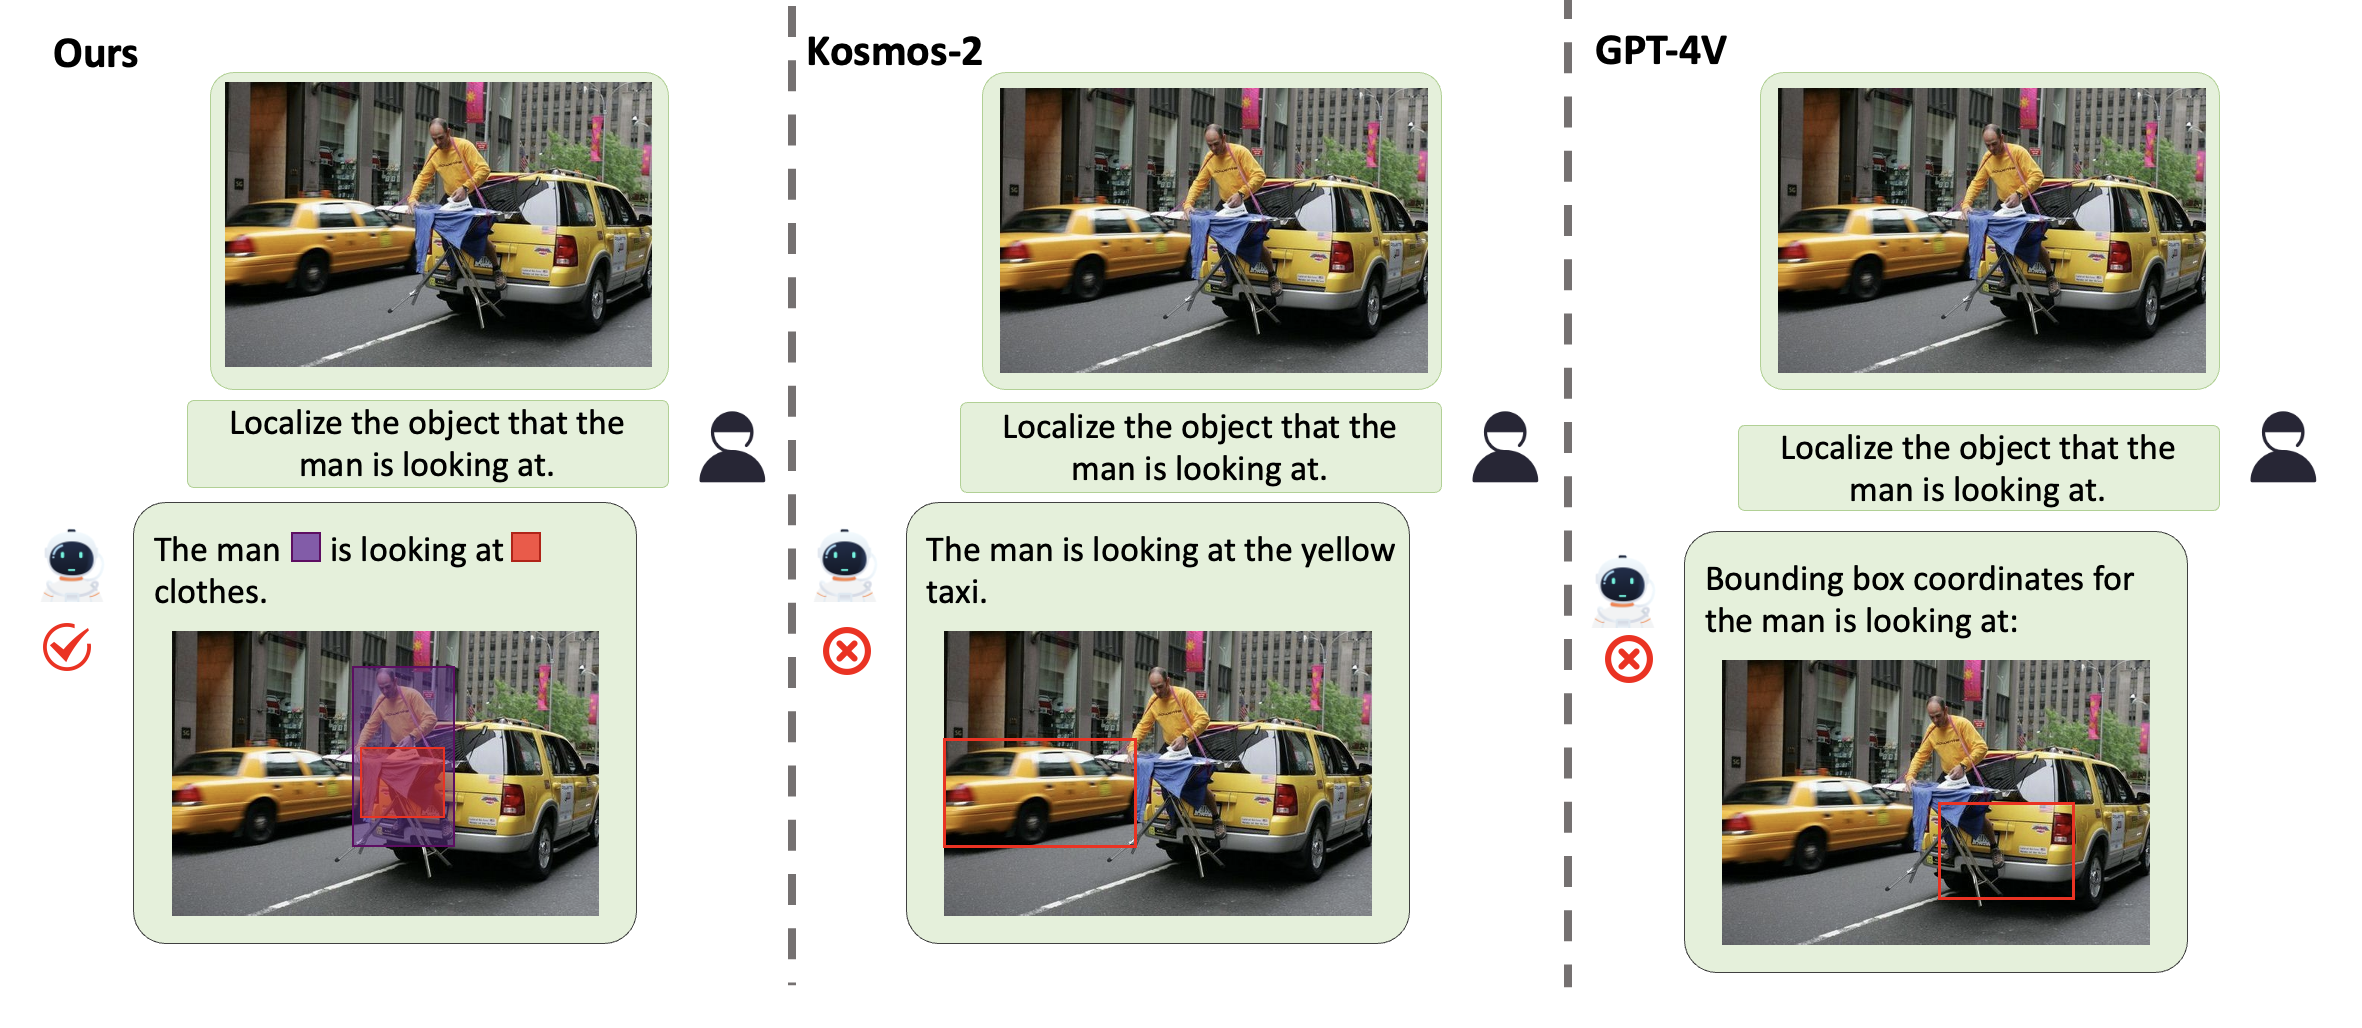 Ours
Localize the object that the
man is looking at.
The man is looking at
clothes.
Kosmos-2
Localize the object that the
man is looking at.
The man is looking at the yellow
taxi.
GPT-4V
Localize the object that the
man is looking at.
Bounding box coordinates for
the man is looking at: